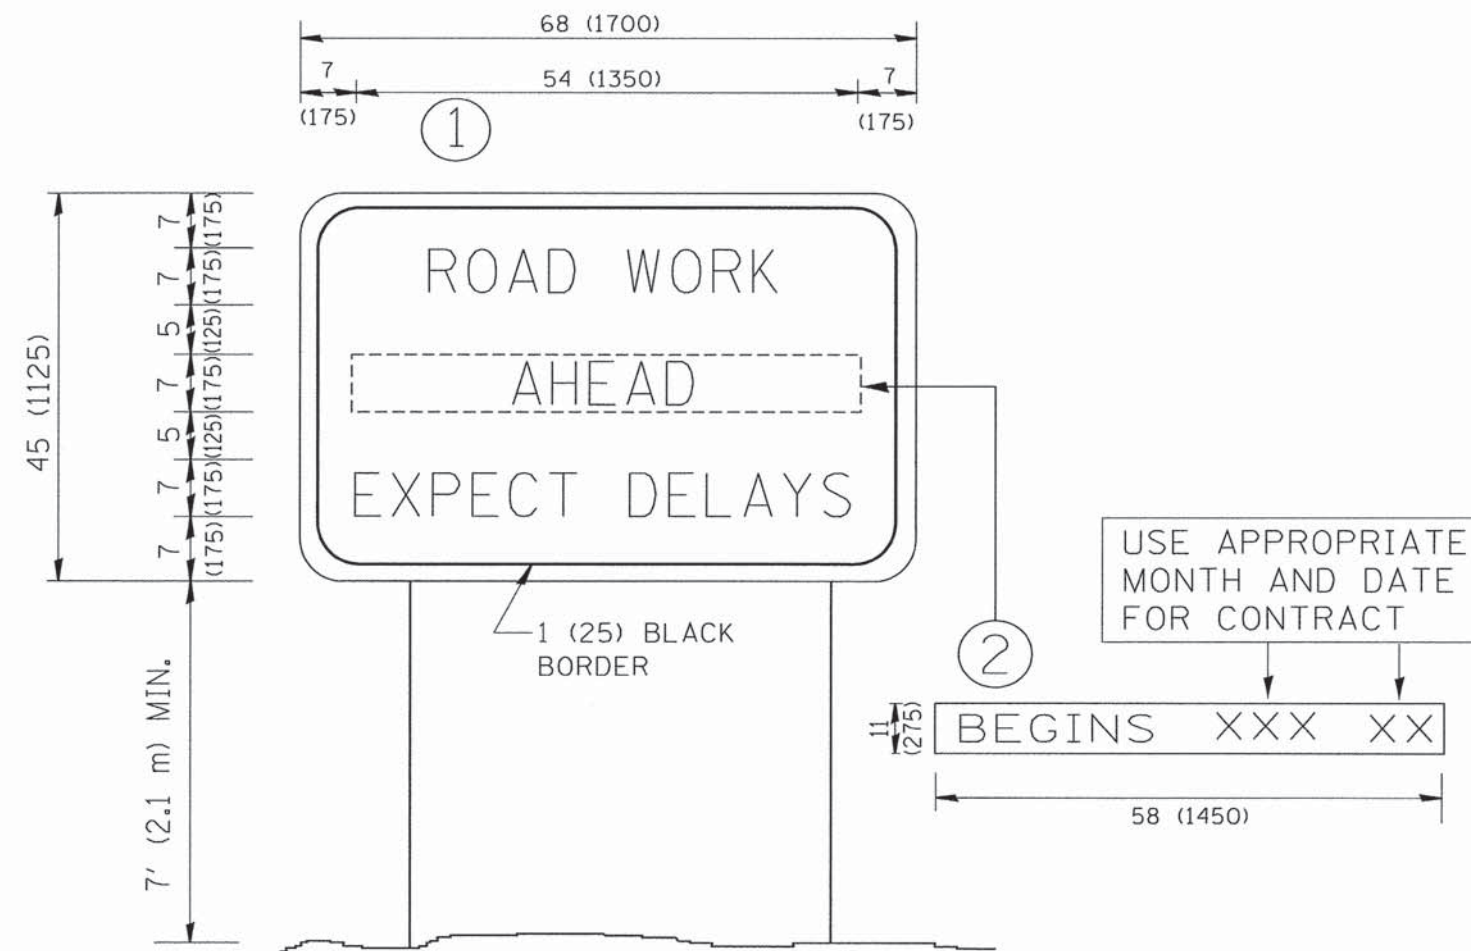 68 (1700)
7
54 (1350)
7
(175)
(175)
1
45 (1125)
7
(175)
7
(175)
5
(125)
7
(175)
5
(125)
7
(175)
7
(175)
ROAD WORK
AHEAD
EXPECT DELAYS
1 (25) BLACK
BORDER
7' (2.1 m) MIN.
2
USE APPROPRIATE
MONTH AND DATE
FOR CONTRACT
11
(275)
BEGINS XXX XX
58 (1450)